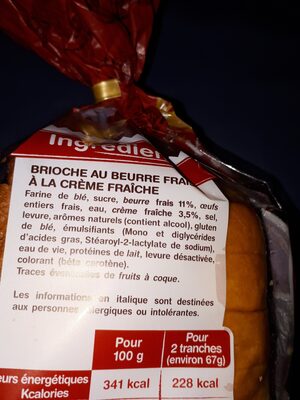 Ingrédien
BRIOCHE AU BEURRE FRAI
À LA CRÈME FRAÎCHE
Farine de blé, sucre, beurre frais 11%, œufs
entiers frais, eau, crème fraîche 3,5%, sel,
levure, arômes naturels (contient alcool), gluten
de blé, émulsifiants (Mono et diglycérides
d'acides gras, Stéaroyl-2-lactylate de sodium),
eau de vie, protéines de lait, levure désactivée,
colorant (bêta carotène).
Traces éventuelles de fruits à coque.
Les informations en italique sont destinées
aux personnes allergiques ou intolérantes.
Pour
100 g
Pour
2 tranches
(environ 67g)
eurs énergétiques
Kcalories
341 kcal
228 kcal